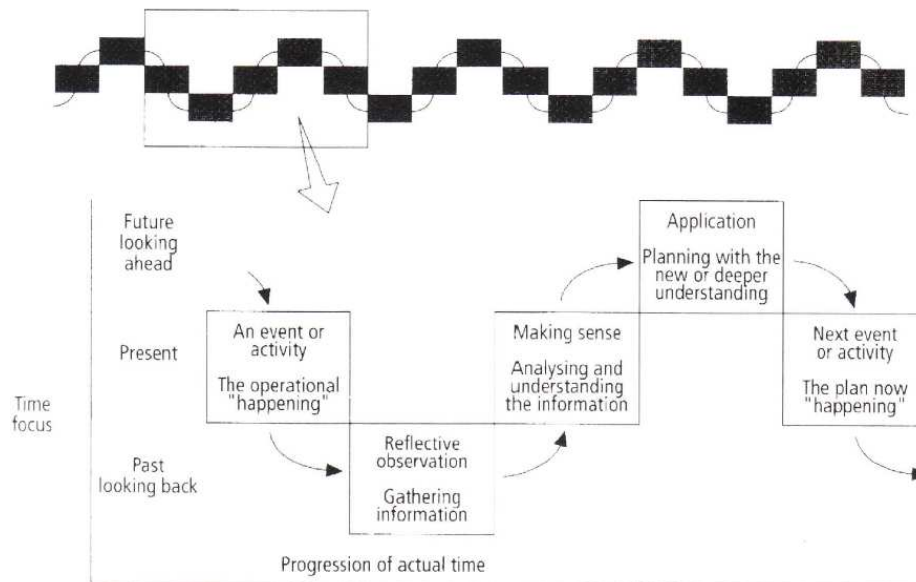 Future
looking
ahead
Present
Time
focus
Past
looking back
An event or
activity
The operational
"happening"
Reflective
observation
Gathering
information
Making sense
Analysing and
understanding
the information
Application
Planning with the
new or deeper
understanding
Next event
or activity
The plan now
"happening"
Progression of actual time